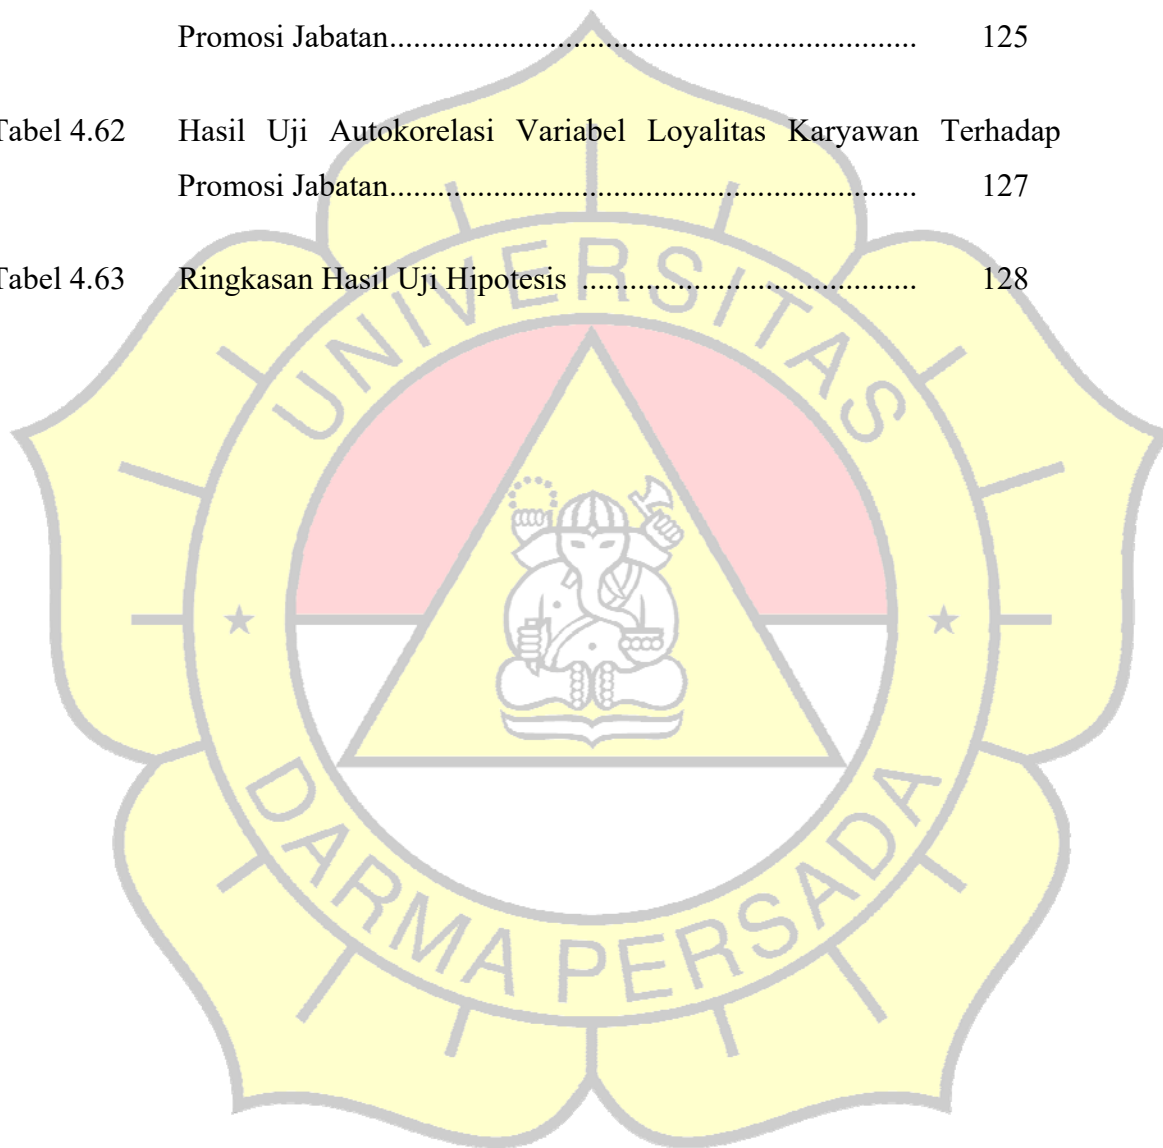 Promosi Jabatan................................................................. 125
Tabel 4.62 Hasil Uji Autokorelasi Variabel Loyalitas Karyawan Terhadap
Promosi Jabatan................................................................. 127
Tabel 4.63 Ringkasan Hasil Uji Hipotesis ..................................... 128
UNIVERSITAS
DARMA PERSADA